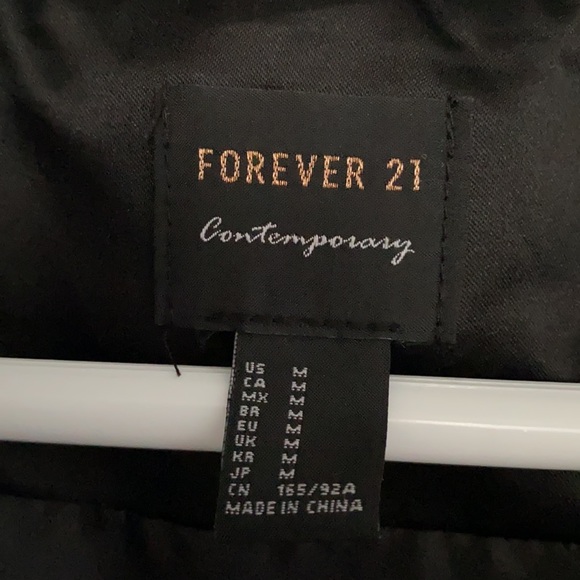 FOREVER 21
Contemporary
US M
CA M
MX M
BR M
EU M
UK M
KR M
JP M
CN 165/92A
MADE IN CHINA